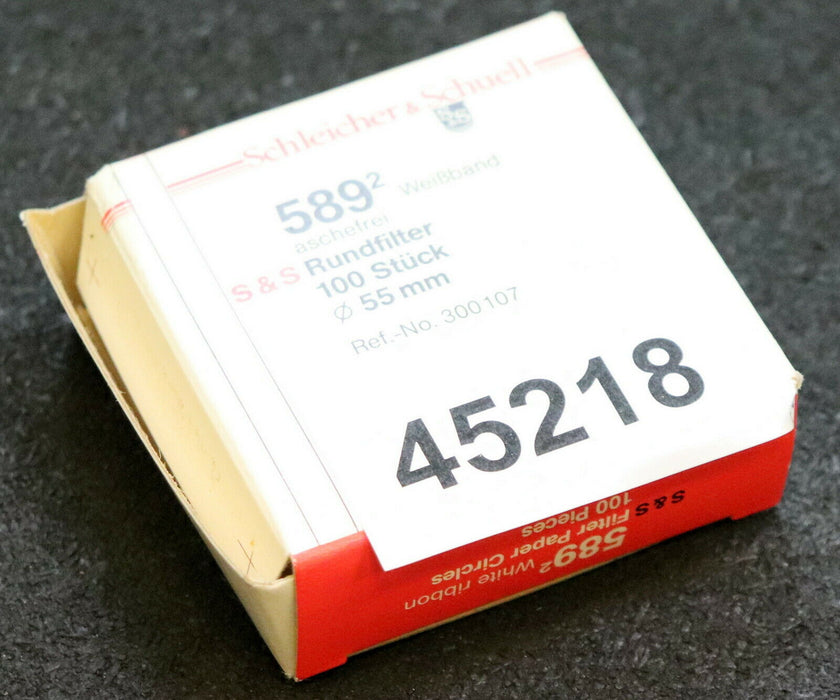 Schleicher & Schuell
589² Weißband
aschefrei
S & S Rundfilter
100 Stück
Ø 55 mm
Ref.-No. 300107
45218
S & S
589² White ribbon
Filter Paper Circles
100 Pieces